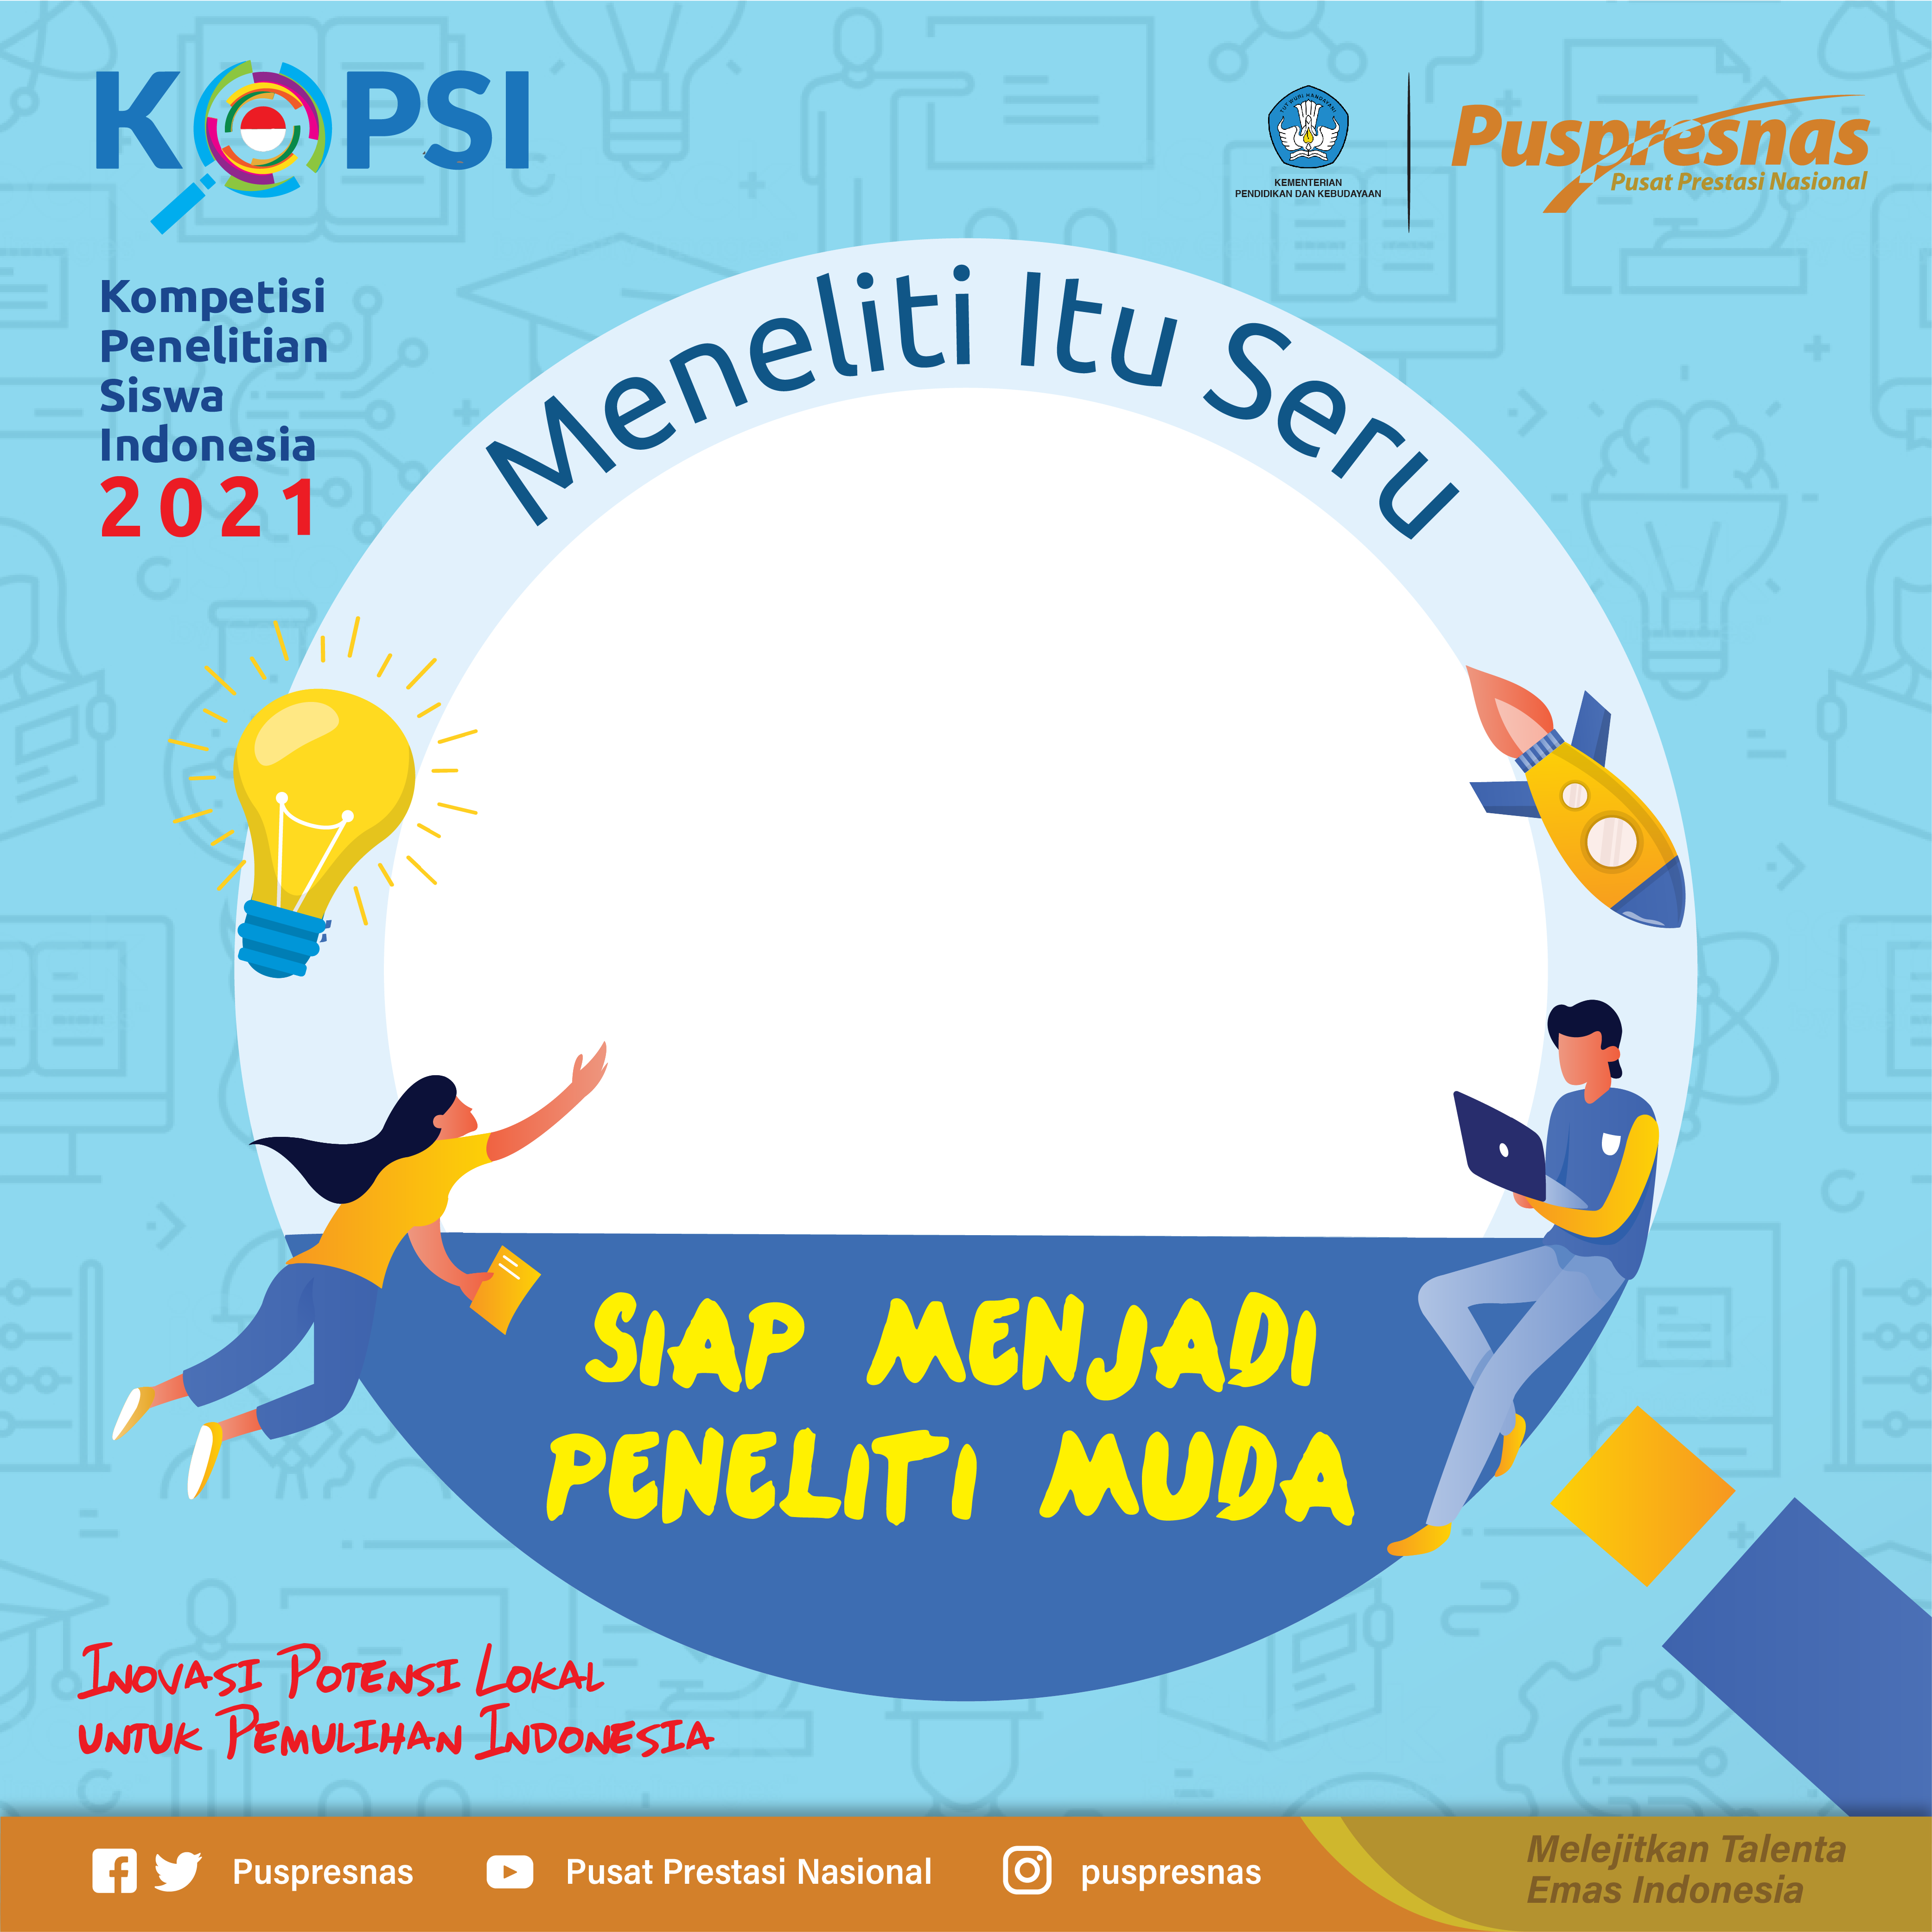 KOPSI
Kompetisi
Penelitian
Siswa
Indonesia
2021
TUT WURI HANDAYANI
KEMENTERIAN
PENDIDIKAN DAN KEBUDAYAAN
Puspresnas
Pusat Prestasi Nasional
Meneliti Itu Seru
SIAP MENJADI
PENELITI MUDA
INOVASI POTENSI LOKAL
UNTUK PEMULIHAN INDONESIA
Puspresnas
Pusat Prestasi Nasional
puspresnas
Melejitkan Talenta
Emas Indonesia